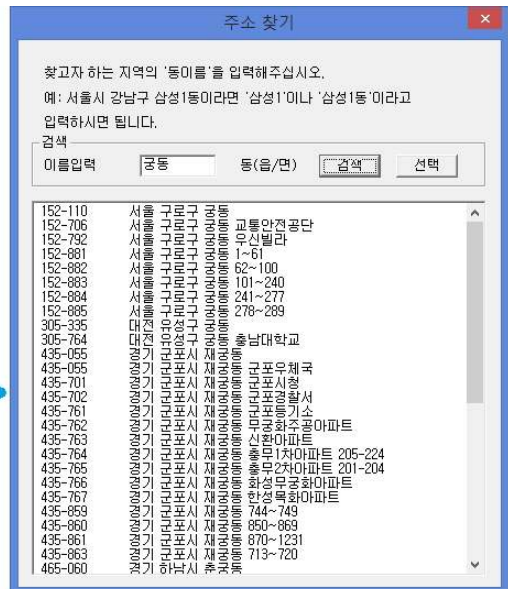 주소 찾기
찾고자 하는 지역의 '동이름'을 입력해주십시오.
예: 서울시 강남구 삼성1동이라면 '삼성1'이나 '삼성1동'이라고
입력하시면 됩니다.
검색
이름입력 궁동 동(읍/면) 검색 선택
152-110 서울 구로구 궁동
152-706 서울 구로구 궁동 교통안전공단
152-792 서울 구로구 궁동 우신빌라
152-881 서울 구로구 궁동 1~61
152-882 서울 구로구 궁동 62~100
152-883 서울 구로구 궁동 101~240
152-884 서울 구로구 궁동 241~277
152-885 서울 구로구 궁동 278~289
305-335 대전 유성구 궁동
305-764 대전 유성구 궁동 충남대학교
435-055 경기 군포시 재궁동
435-055 경기 군포시 재궁동 군포우체국
435-701 경기 군포시 재궁동 군포시청
435-702 경기 군포시 재궁동 군포경찰서
435-761 경기 군포시 재궁동 군포등기소
435-762 경기 군포시 재궁동 무궁화주공아파트
435-763 경기 군포시 재궁동 신환아파트
435-764 경기 군포시 재궁동 충무1차아파트 205-224
435-765 경기 군포시 재궁동 충무2차아파트 201-204
435-766 경기 군포시 재궁동 화성무궁화아파트
435-767 경기 군포시 재궁동 한성목화아파트
435-859 경기 군포시 재궁동 744~749
435-860 경기 군포시 재궁동 850~869
435-861 경기 군포시 재궁동 870~1231
435-863 경기 군포시 재궁동 713~720
465-060 경기 하남시 춘궁동